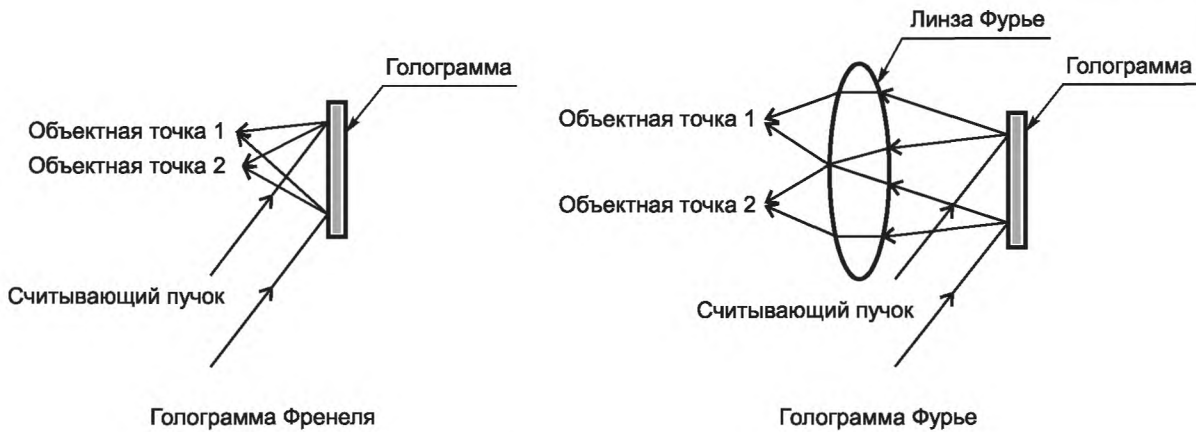 Голограмма
Объектная точка 1
Объектная точка 2
Считывающий пучок
Голограмма Френеля
Линза Фурье
Голограмма
Объектная точка 1
Объектная точка 2
Считывающий пучок
Голограмма Фурье